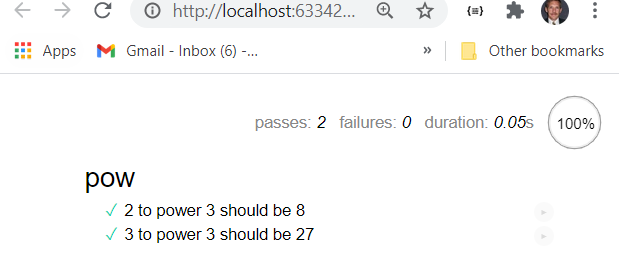 http://localhost:63342...
Apps Gmail - Inbox (6) -... » Other bookmarks
passes: 2 failures: 0 duration: 0.05s 100%
pow
✓ 2 to power 3 should be 8
✓ 3 to power 3 should be 27